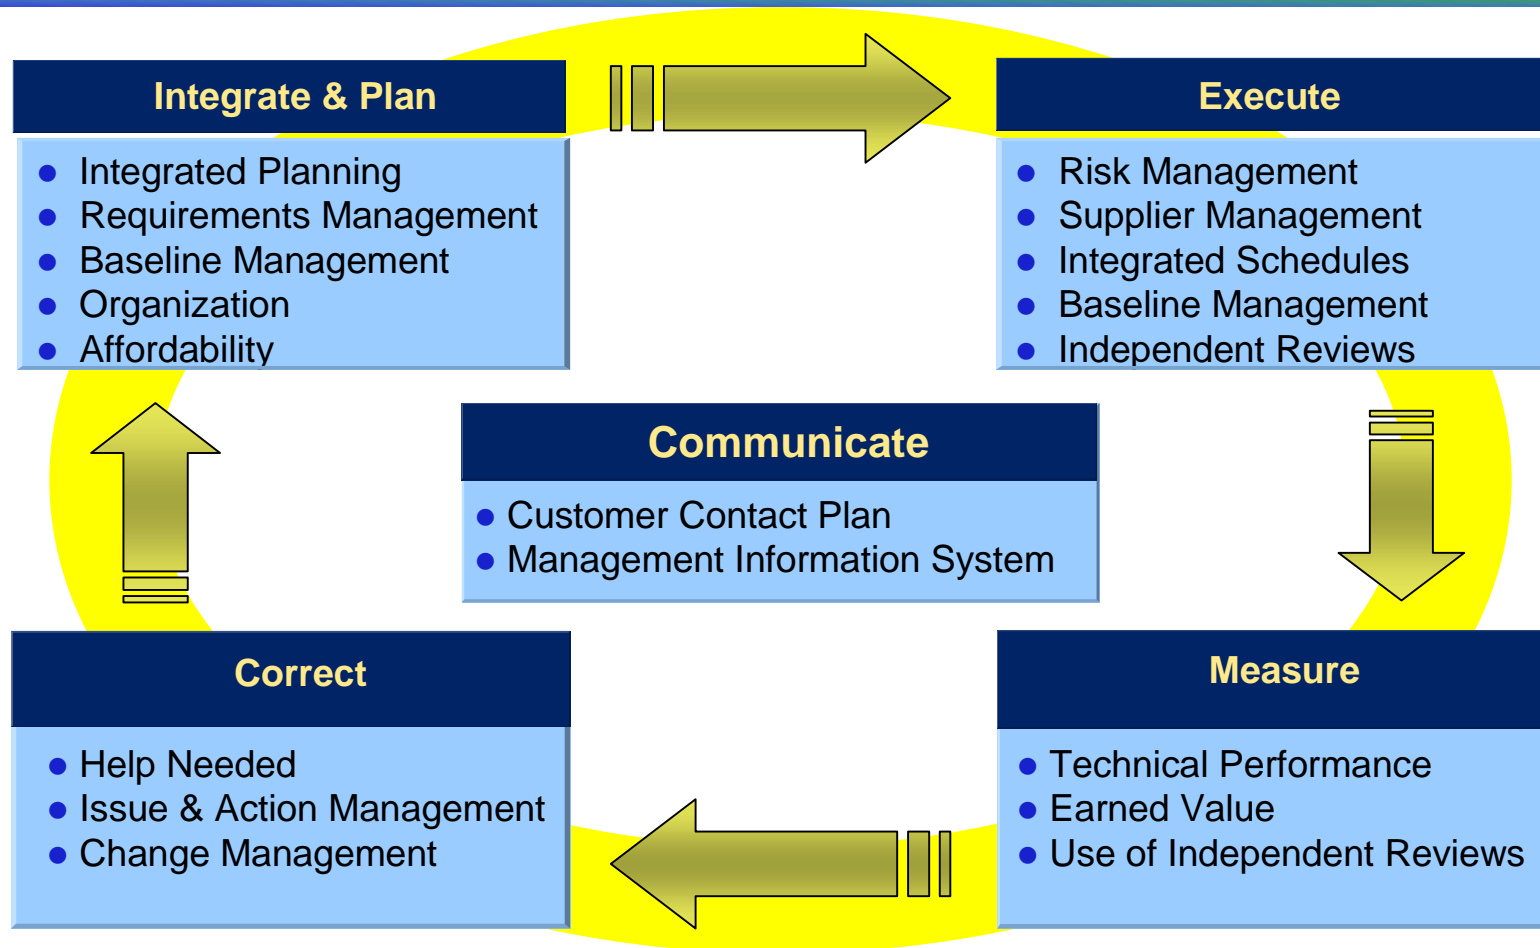 Integrate & Plan
Integrated Planning
Requirements Management
Baseline Management
Organization
Affordability
Execute
Risk Management
Supplier Management
Integrated Schedules
Baseline Management
Independent Reviews
Communicate
Customer Contact Plan
Management Information System
Correct
Help Needed
Issue & Action Management
Change Management
Measure
Technical Performance
Earned Value
Use of Independent Reviews